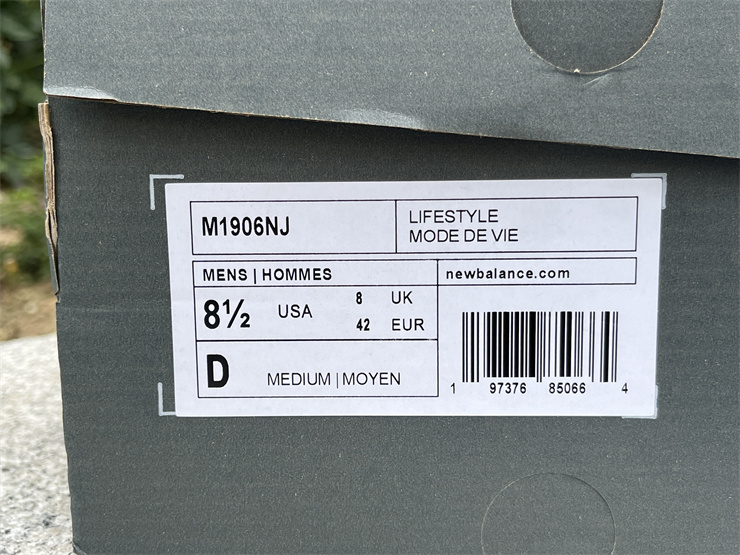 M1906NJ
LIFESTYLE
MODE DE VIE
MENS | HOMMES
newbalance.com
8½ USA
8 UK
42 EUR
D MEDIUM | MOYEN
1 97376 85066 4